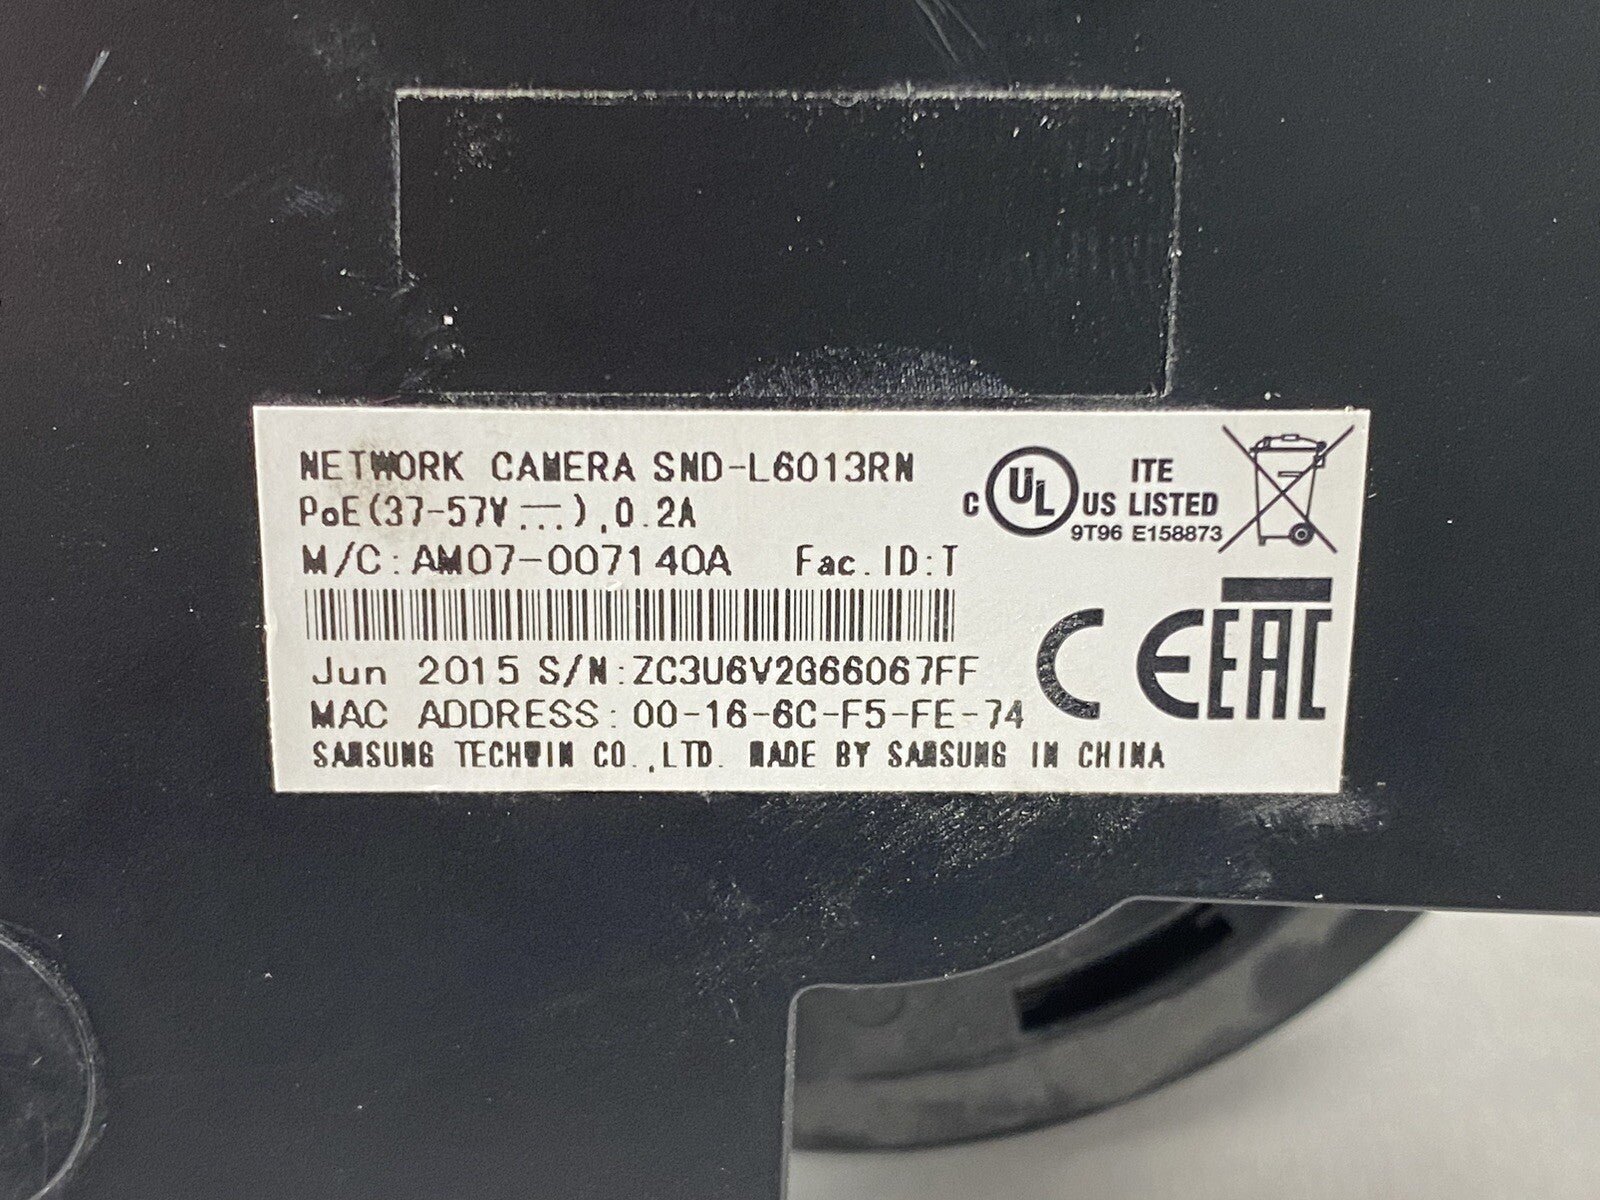 NETWORK CAMERA SND-L6013RN
PoE(37-57V⎓),0.2A
M/C:AM07-007140A Fac.ID:T
Jun 2015 S/N:ZC3U6V2G66067FF
MAC ADDRESS:00-16-6C-F5-FE-74
SAMSUNG TECHWIN CO.,LTD. MADE BY SAMSUNG IN CHINA
C UL US ITE LISTED
9T96 E158873
CE EAC